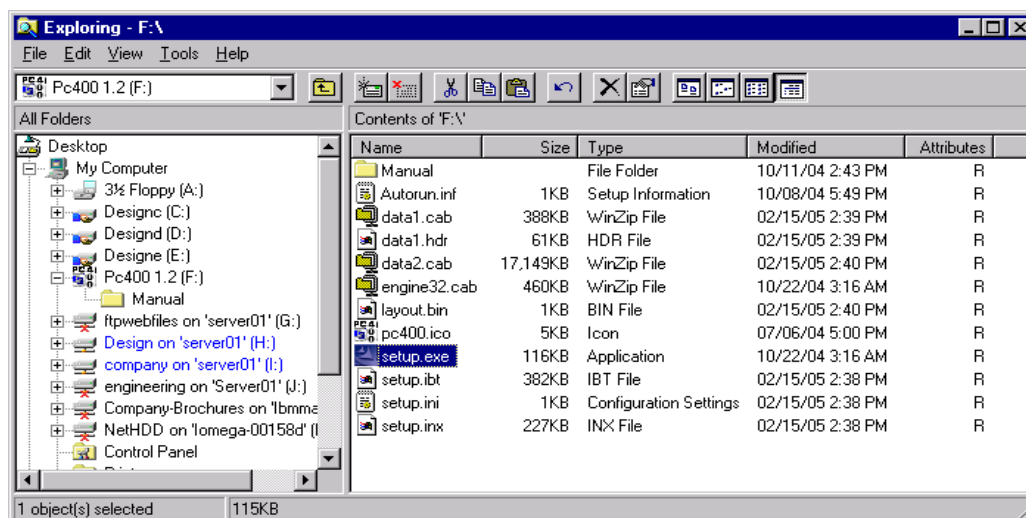 Exploring - F:\
File Edit View Tools Help
Pc400 1.2 (F:)
All Folders Contents of 'F:\'
Desktop
My Computer
3½ Floppy (A:)
Designc (C:)
Designd (D:)
Designe (E:)
Pc400 1.2 (F:)
Manual
ftpwebfiles on 'server01' (G:)
Design on 'server01' (H:)
company on 'server01' (I:)
engineering on 'Server01' (J:)
Company-Brochures on 'Ibmma
NetHDD on 'Iomega-00158d' (
Control Panel
Name Size Type Modified Attributes
Manual File Folder 10/11/04 2:43 PM R
Autorun.inf 1KB Setup Information 10/08/04 5:49 PM R
data1.cab 388KB WinZip File 02/15/05 2:39 PM R
data1.hdr 61KB HDR File 02/15/05 2:39 PM R
data2.cab 17,149KB WinZip File 02/15/05 2:40 PM R
engine32.cab 460KB WinZip File 10/22/04 3:16 AM R
layout.bin 1KB BIN File 02/15/05 2:40 PM R
pc400.ico 5KB Icon 07/06/04 5:00 PM R
setup.exe 116KB Application 10/22/04 3:16 AM R
setup.ibt 382KB IBT File 02/15/05 2:38 PM R
setup.ini 1KB Configuration Settings 02/15/05 2:38 PM R
setup.inx 227KB INX File 02/15/05 2:38 PM R
1 object(s) selected 115KB